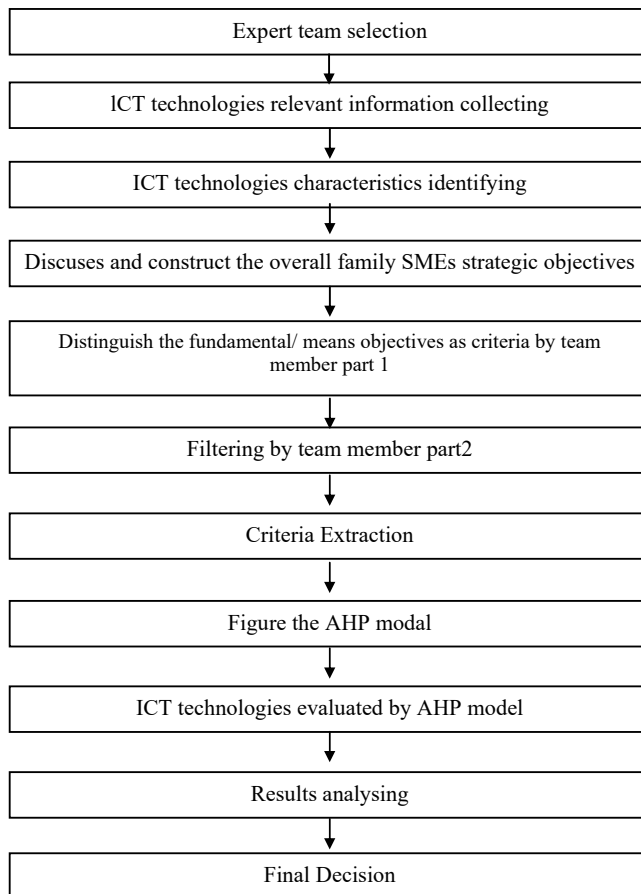 Expert team selection
lCT technologies relevant information collecting
ICT technologies characteristics identifying
Discuses and construct the overall family SMEs strategic objectives
Distinguish the fundamental/ means objectives as criteria by team
member part 1
Filtering by team member part2
Criteria Extraction
Figure the AHP modal
ICT technologies evaluated by AHP model
Results analysing
Final Decision